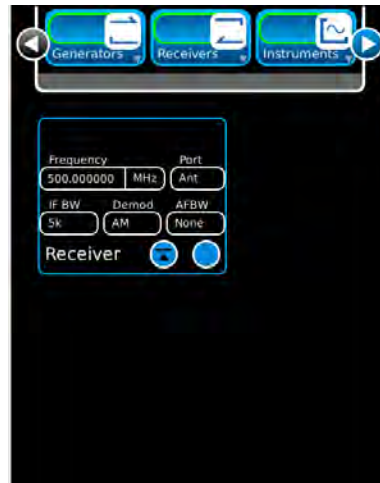 Generators Receivers Instruments
Frequency Port
500.000000 MHz Ant
IF BW Demod AFBW
5k AM None
Receiver